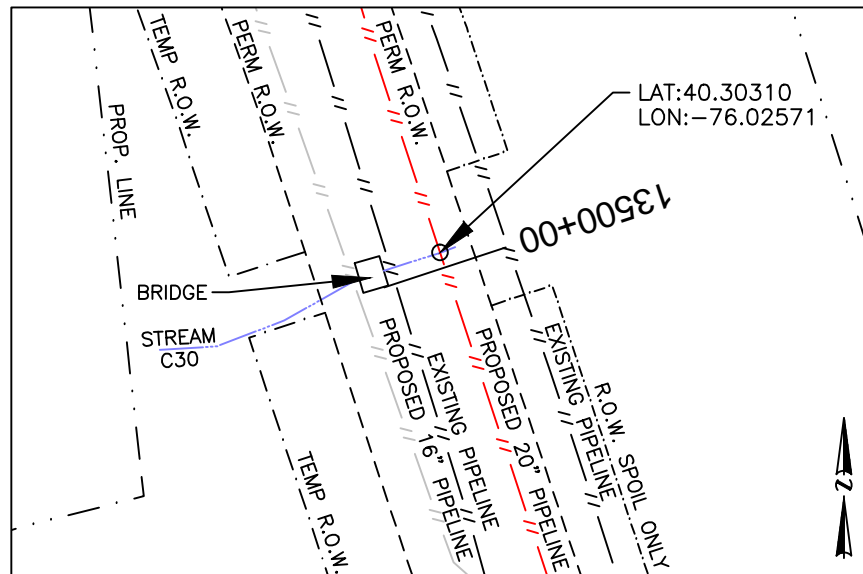 TEMP R.O.W.
PERM R.O.W.
PERM R.O.W.
PROP. LINE
LAT:40.30310
LON:-76.02571
13500+00
BRIDGE
STREAM
C30
PROPOSED 16" PIPELINE
EXISTING PIPELINE
PROPOSED 20" PIPELINE
EXISTING PIPELINE
R.O.W. SPOIL ONLY
TEMP R.O.W.
N